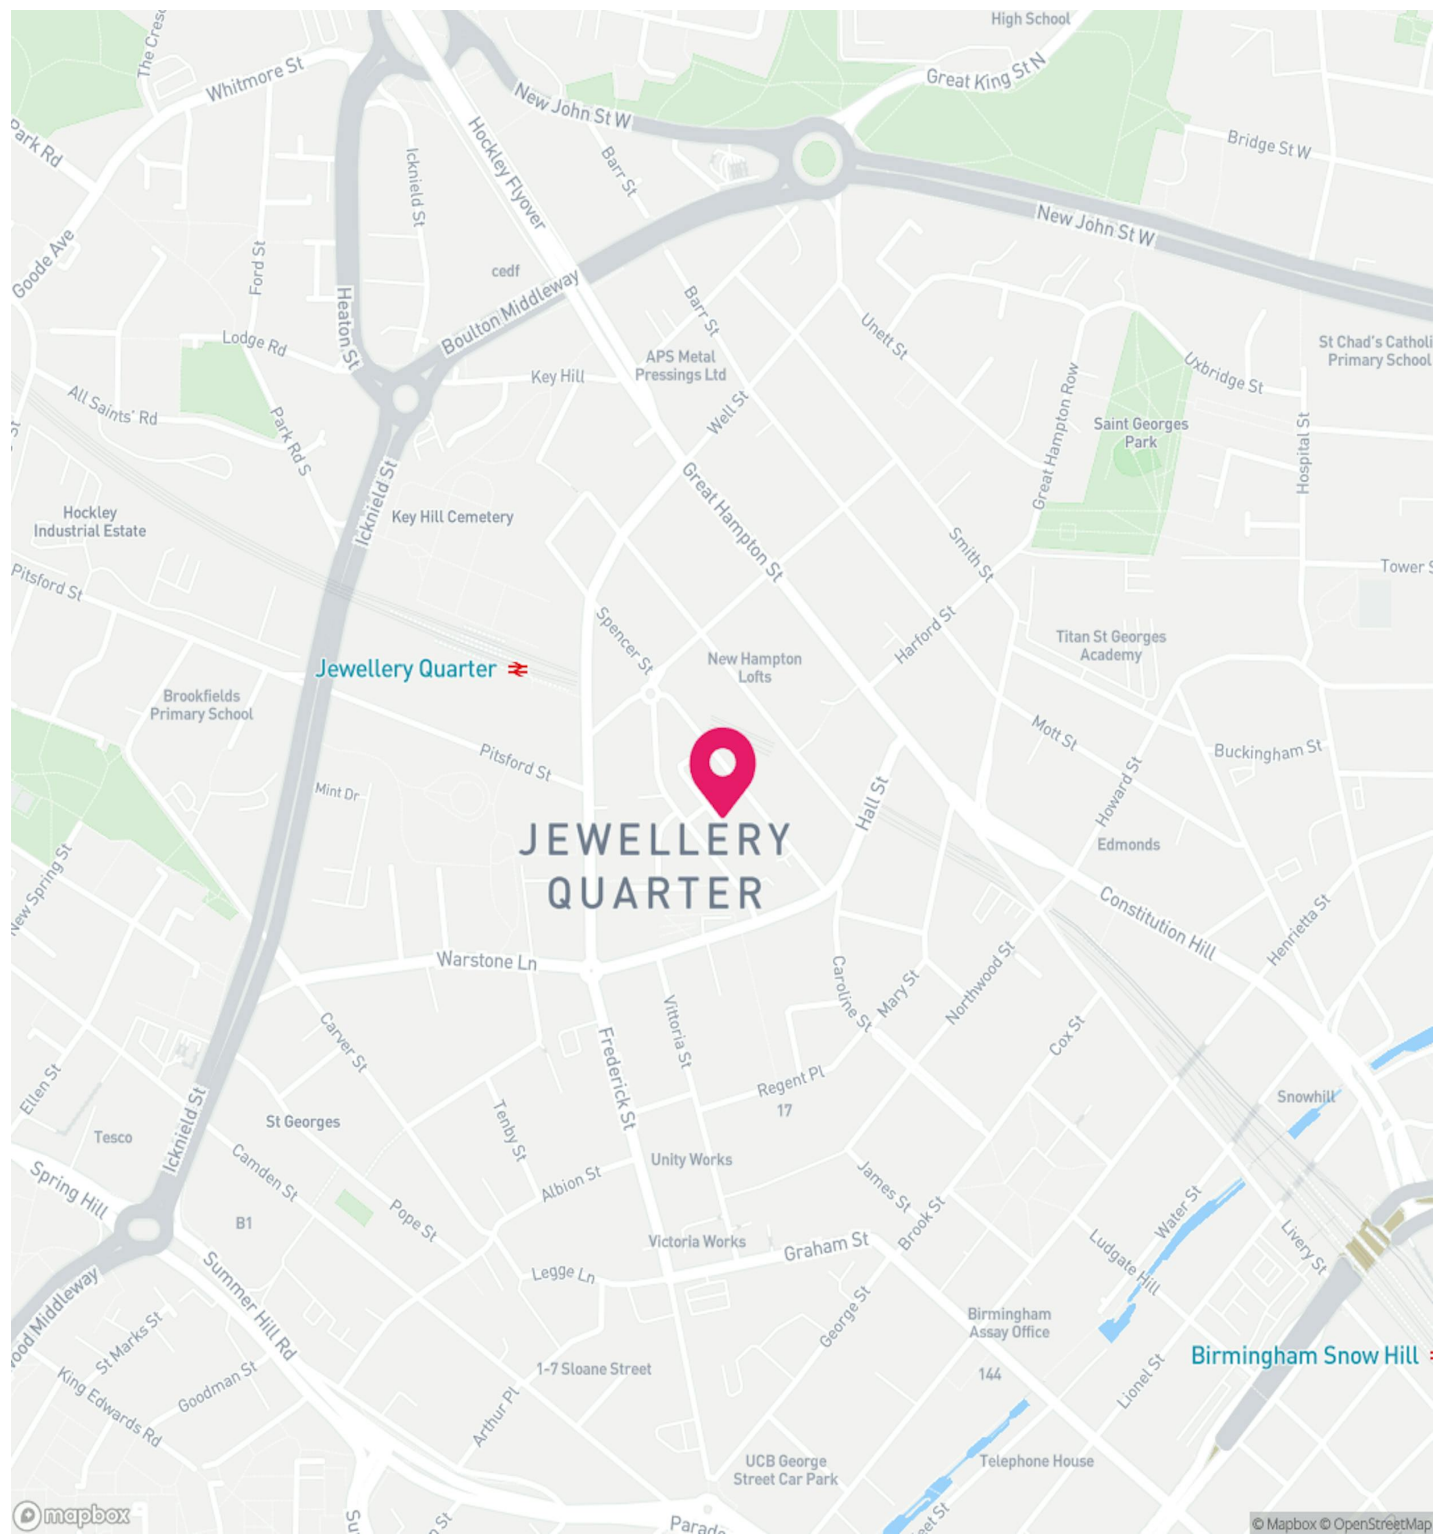 High School
The Cresc
Whitmore St
Great King St N
New John St W
Park Rd
Hockley Flyover
Bridge St W
Barr St
Icknield St
New John St W
Goode Ave
Ford St
cedf
Boulton Middleway
Heaton St
Barr St
Unett St
Lodge Rd
St Chad's Catholi
Primary School
APS Metal
Pressings Ltd
Key Hill
Uxbridge St
All Saints' Rd
Well St
Great Hampton Row
Saint Georges
Park
Park Rd S
St
Hospital St
Icknield St
Great Hampton St
Hockley
Industrial Estate
Key Hill Cemetery
Smith St
Tower S
Pitsford St
Spencer St
Harford St
Titan St Georges
Academy
New Hampton
Lofts
Jewellery Quarter
Brookfields
Primary School
Mott St
Buckingham St
Pitsford St
Howard St
Mint Dr
Hall St
JEWELLERY
QUARTER
Edmonds
New Spring St
Constitution Hill
Henrietta St
Warstone Ln
Caroline St
Mary St
Northwood St
Vittoria St
Carver St
Frederick St
Cox St
Ellen St
Regent Pl
17
Snowhill
Icknield St
St Georges
Tenby St
Tesco
Unity Works
Camden St
Albion St
James St
Spring Hill
Pope St
B1
Brook St
Water St
Victoria Works
Graham St
Ludgate Hill
Livery St
Legge Ln
Summer Hill Rd
ood Middleway
St Marks St
George St
Birmingham
Assay Office
Birmingham Snow Hill
1-7 Sloane Street
144
Goodman St
Lionel St
King Edwards Rd
Arthur Pl
UCB George
Street Car Park
Telephone House
mapbox
Su
n St
Parade
eet St
© Mapbox © OpenStreetMap